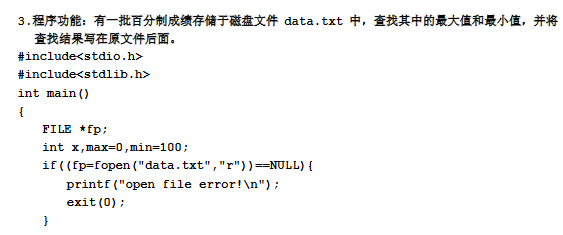 3.程序功能：有一批百分制成绩存储于磁盘文件 data.txt 中，查找其中的最大值和最小值，并将
查找结果写在原文件后面。
#include<stdio.h>
#include<stdlib.h>
int main()
{
FILE *fp;
int x,max=0,min=100;
if((fp=fopen("data.txt","r"))==NULL){
printf("open file error!\n");
exit(0);
}